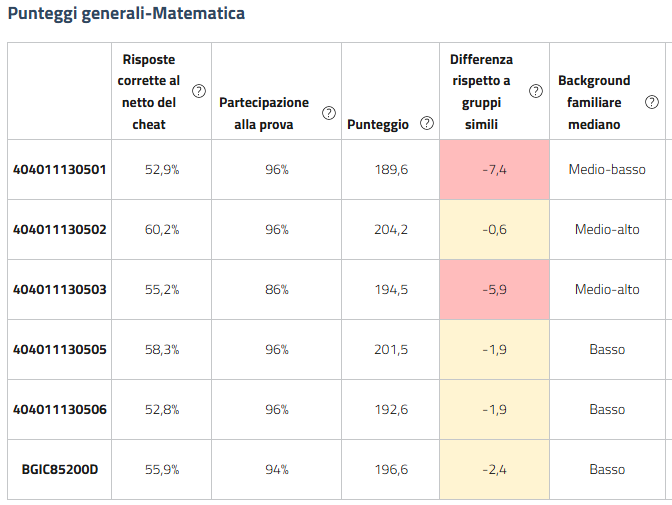 Punteggi generali-Matematica
Risposte corrette al netto del cheat ? Partecipazione alla prova ? Punteggio ? Differenza rispetto a gruppi simili ? Background familiare mediano ?
404011130501 52,9% 96% 189,6 -7,4 Medio-basso
404011130502 60,2% 96% 204,2 -0,6 Medio-alto
404011130503 55,2% 86% 194,5 -5,9 Medio-alto
404011130505 58,3% 96% 201,5 -1,9 Basso
404011130506 52,8% 96% 192,6 -1,9 Basso
BGIC85200D 55,9% 94% 196,6 -2,4 Basso